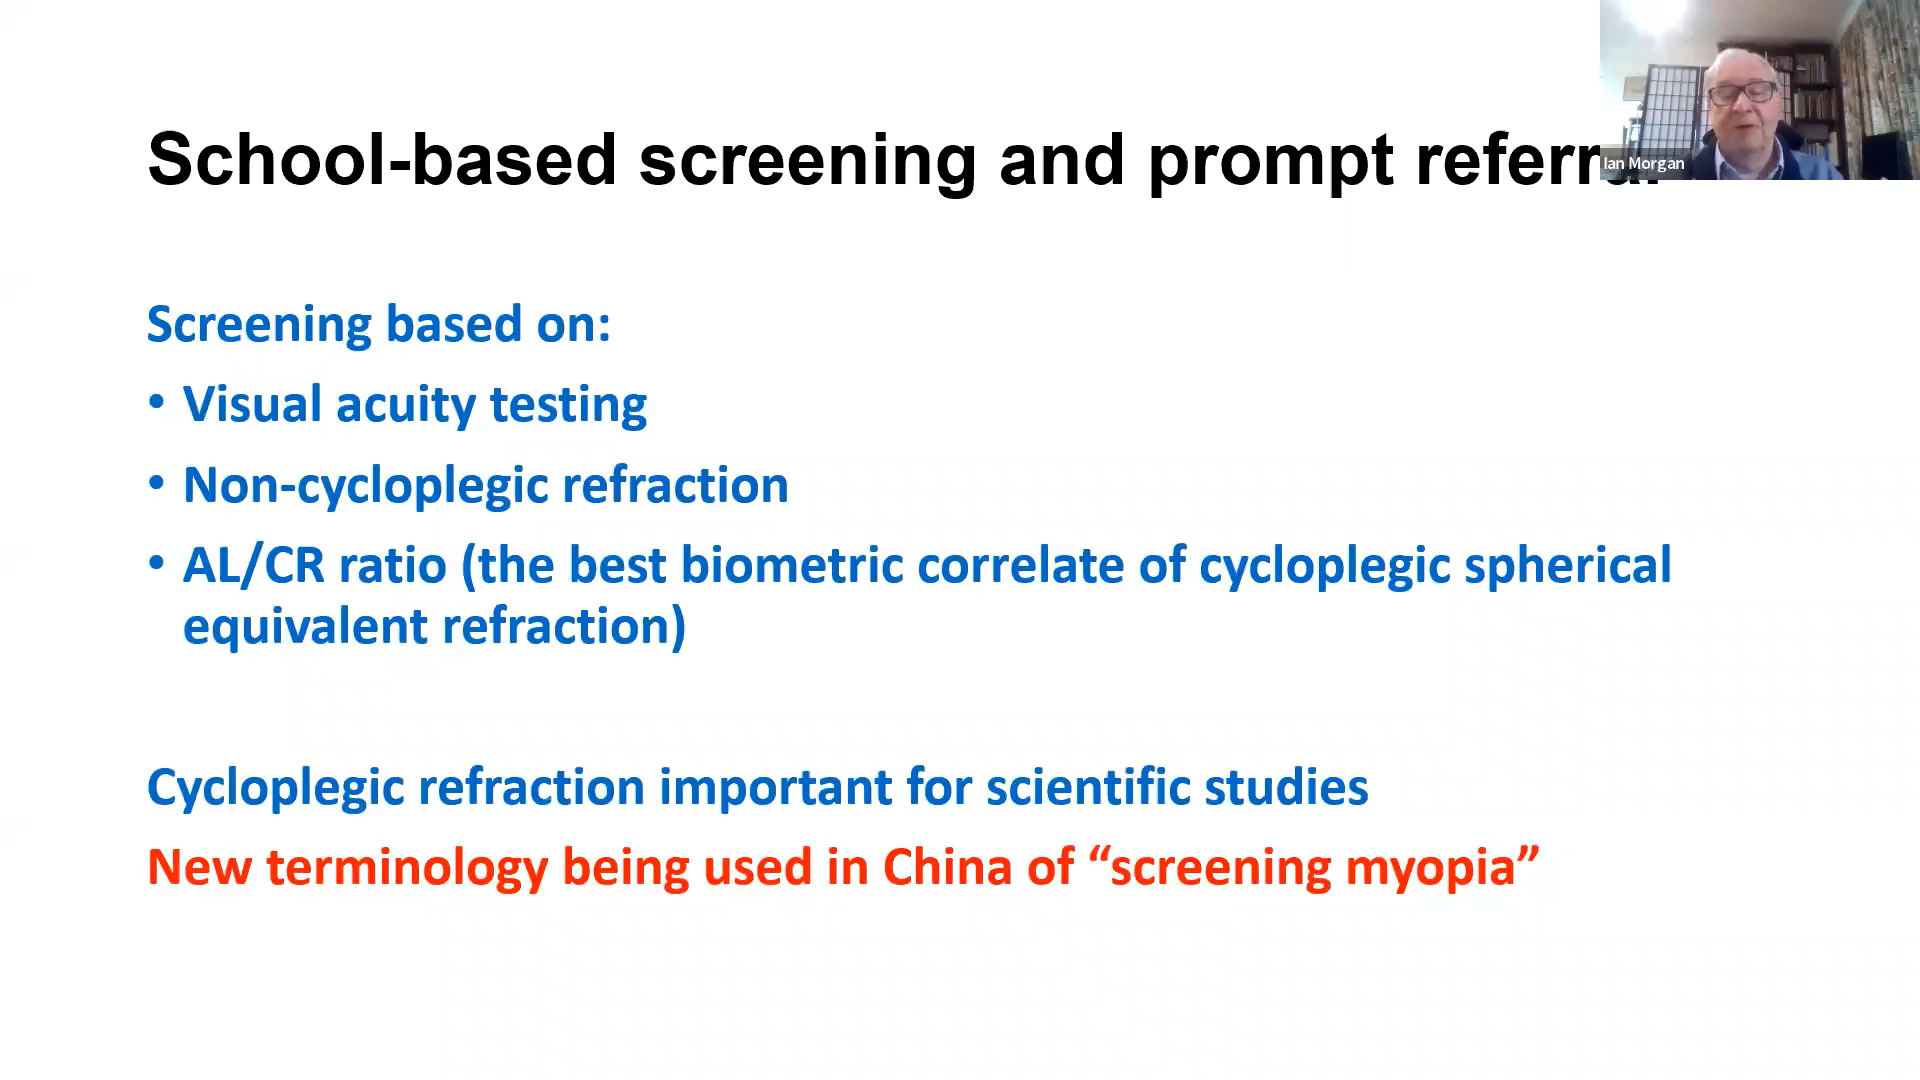 School-based screening and prompt referral
Ian Morgan
Screening based on:
• Visual acuity testing
• Non-cycloplegic refraction
• AL/CR ratio (the best biometric correlate of cycloplegic spherical
equivalent refraction)
Cycloplegic refraction important for scientific studies
New terminology being used in China of “screening myopia”